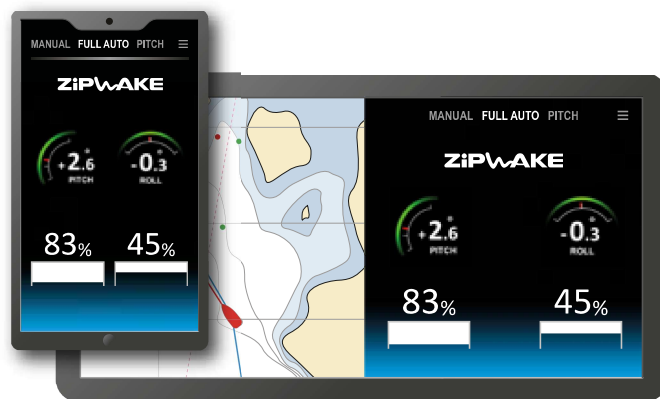 MANUAL FULL AUTO PITCH
ZIPWAKE
+2.6°
PITCH
-0.3°
ROLL
83% 45%
MANUAL FULL AUTO PITCH
ZIPWAKE
+2.6°
PITCH
-0.3°
ROLL
83% 45%